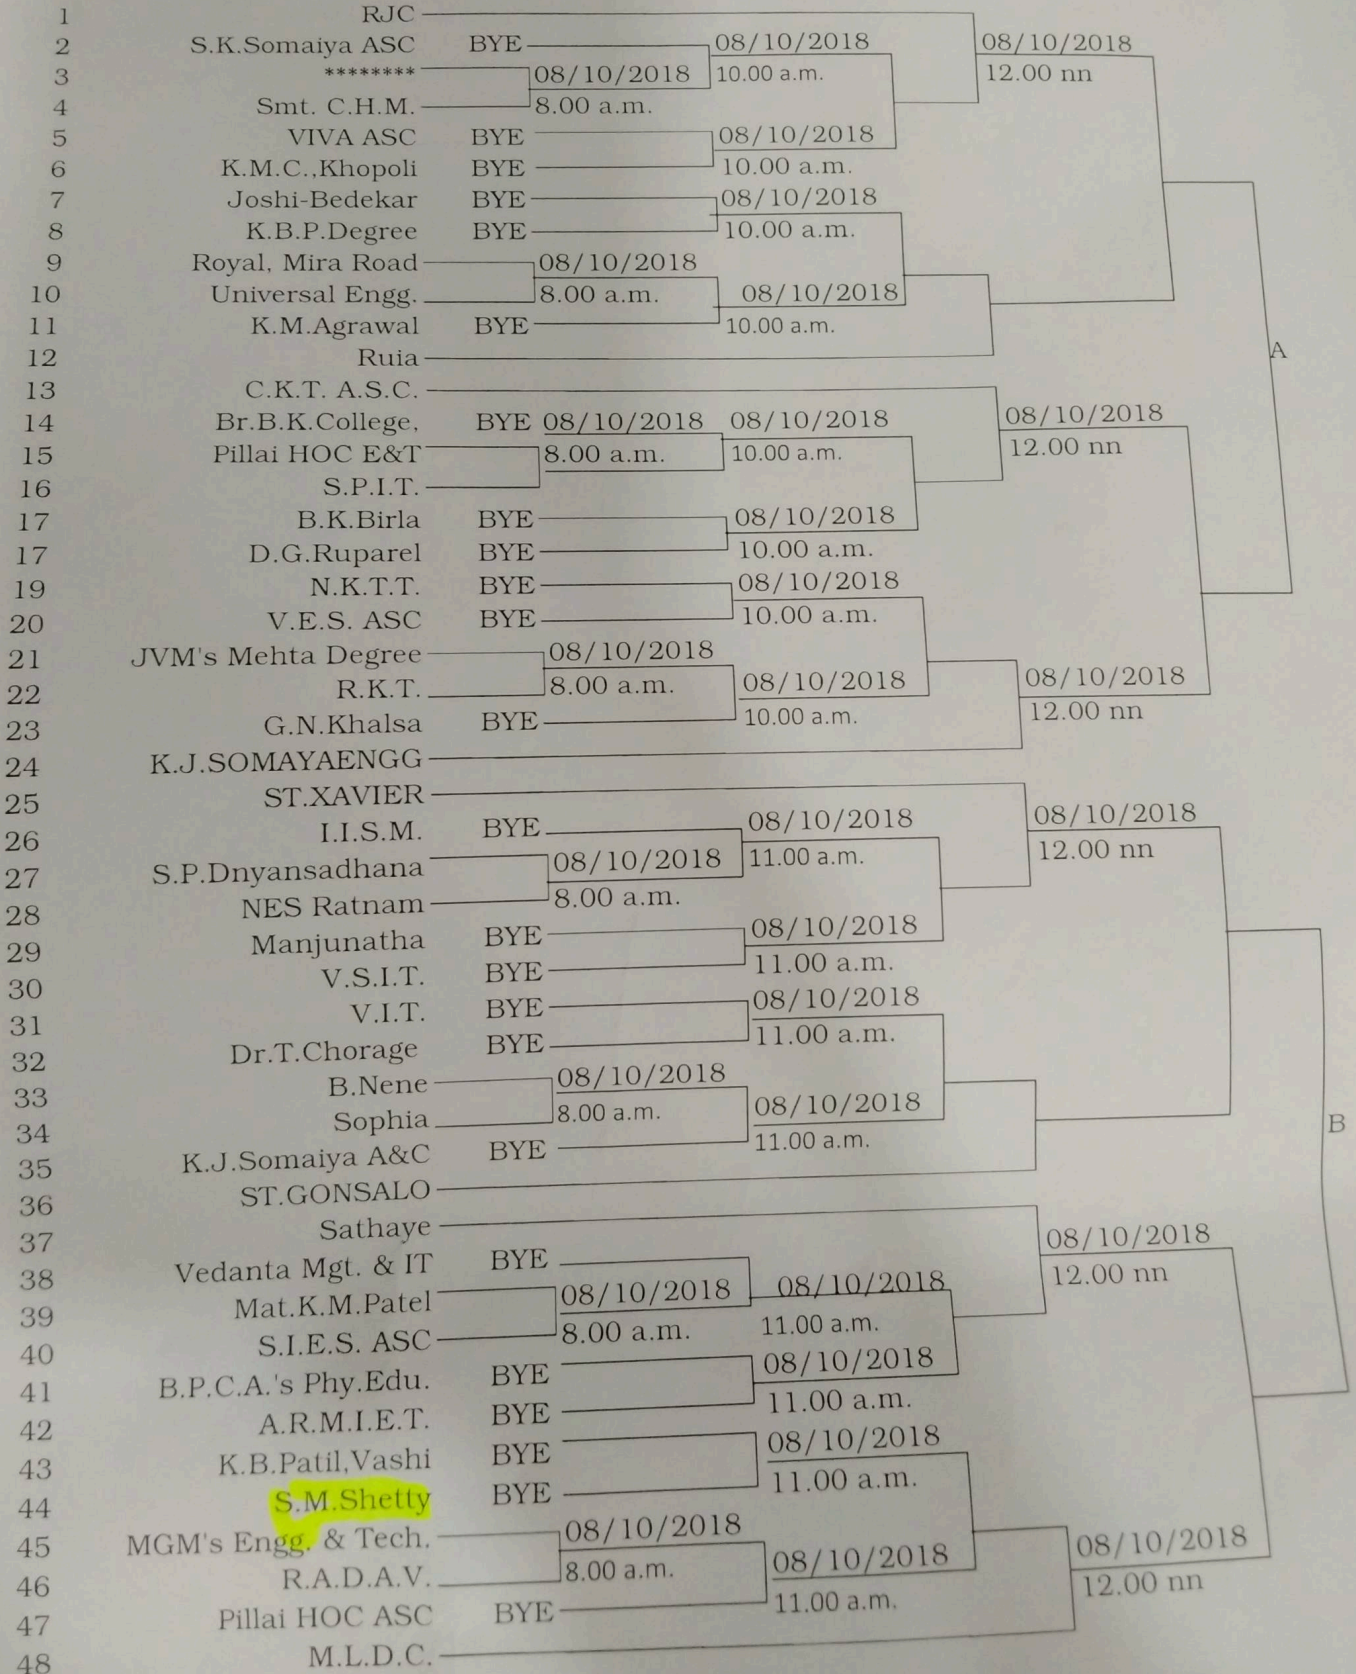 1 RJC
2 S.K.Somaiya ASC BYE 08/10/2018 08/10/2018
3 ******** 08/10/2018 10.00 a.m. 12.00 nn
4 Smt. C.H.M. 8.00 a.m.
5 VIVA ASC BYE 08/10/2018
6 K.M.C.,Khopoli BYE 10.00 a.m.
7 Joshi-Bedekar BYE 08/10/2018
8 K.B.P.Degree BYE 10.00 a.m.
9 Royal, Mira Road 08/10/2018
10 Universal Engg. 8.00 a.m. 08/10/2018
11 K.M.Agrawal BYE 10.00 a.m.
12 Ruia A
13 C.K.T. A.S.C.
14 Br.B.K.College, BYE 08/10/2018 08/10/2018 08/10/2018
15 Pillai HOC E&T 8.00 a.m. 10.00 a.m. 12.00 nn
16 S.P.I.T.
17 B.K.Birla BYE 08/10/2018
17 D.G.Ruparel BYE 10.00 a.m.
19 N.K.T.T. BYE 08/10/2018
20 V.E.S. ASC BYE 10.00 a.m.
21 JVM's Mehta Degree 08/10/2018
22 R.K.T. 8.00 a.m. 08/10/2018 08/10/2018
23 G.N.Khalsa BYE 10.00 a.m. 12.00 nn
24 K.J.SOMAYAENGG
25 ST.XAVIER
26 I.I.S.M. BYE 08/10/2018 08/10/2018
27 S.P.Dnyansadhana 08/10/2018 11.00 a.m. 12.00 nn
28 NES Ratnam 8.00 a.m.
29 Manjunatha BYE 08/10/2018
30 V.S.I.T. BYE 11.00 a.m.
31 V.I.T. BYE 08/10/2018
32 Dr.T.Chorage BYE 11.00 a.m.
33 B.Nene 08/10/2018
34 Sophia 8.00 a.m. 08/10/2018 B
35 K.J.Somaiya A&C BYE 11.00 a.m.
36 ST.GONSALO
37 Sathaye 08/10/2018
38 Vedanta Mgt. & IT BYE 12.00 nn
39 Mat.K.M.Patel 08/10/2018 08/10/2018
40 S.I.E.S. ASC 8.00 a.m. 11.00 a.m.
41 B.P.C.A.'s Phy.Edu. BYE 08/10/2018
42 A.R.M.I.E.T. BYE 11.00 a.m.
43 K.B.Patil,Vashi BYE 08/10/2018
44 S.M.Shetty BYE 11.00 a.m.
45 MGM's Engg. & Tech. 08/10/2018
46 R.A.D.A.V. 8.00 a.m. 08/10/2018 08/10/2018
47 Pillai HOC ASC BYE 11.00 a.m. 12.00 nn
48 M.L.D.C.